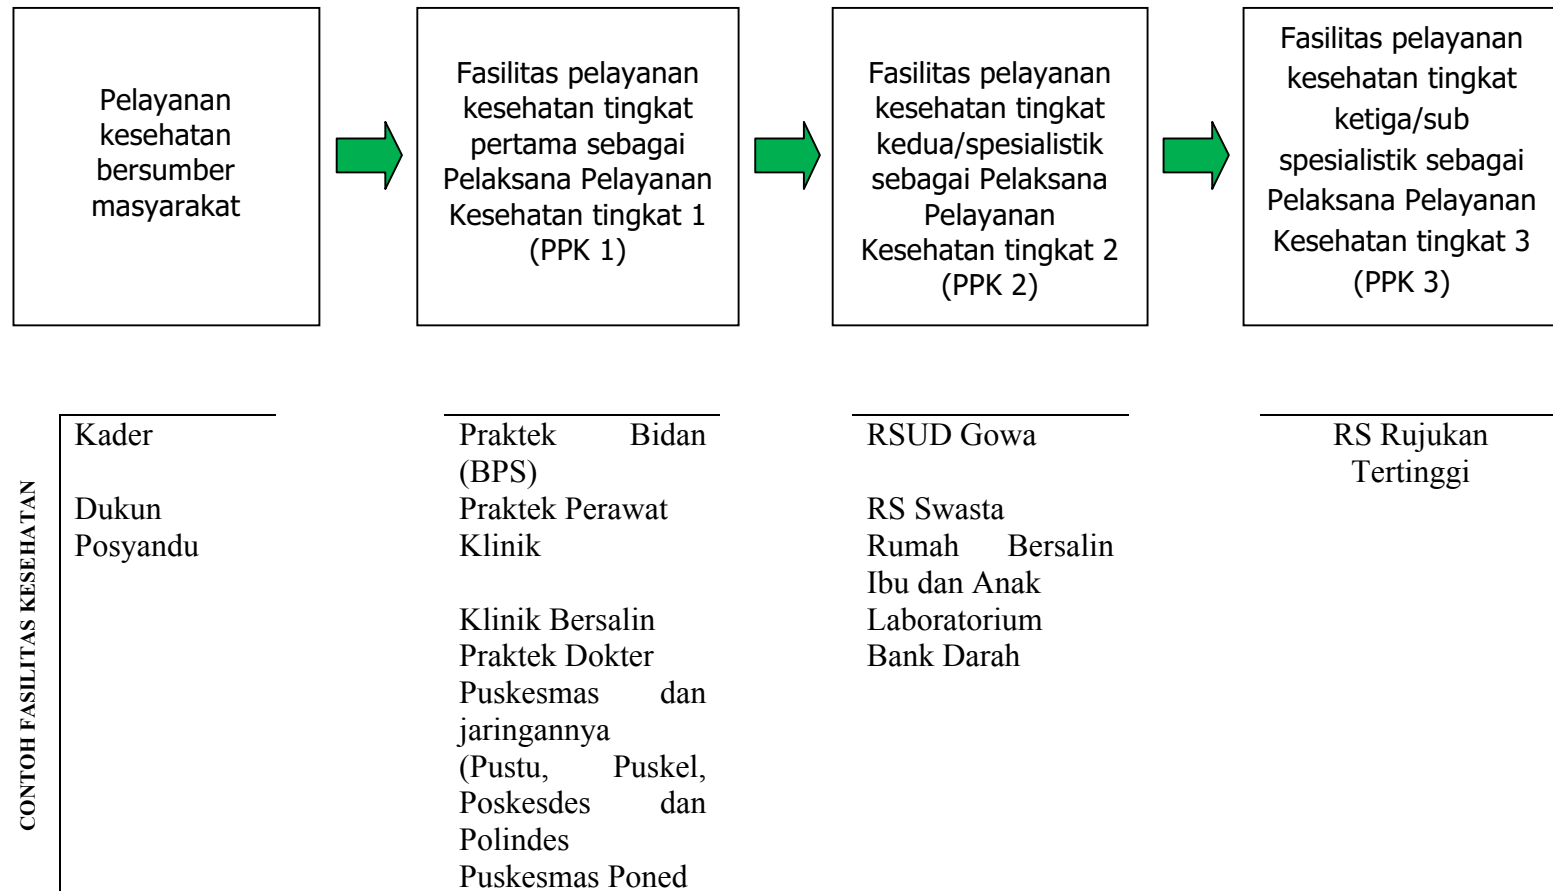 Pelayanan
kesehatan
bersumber
masyarakat
Fasilitas pelayanan
kesehatan tingkat
pertama sebagai
Pelaksana Pelayanan
Kesehatan tingkat 1
(PPK 1)
Fasilitas pelayanan
kesehatan tingkat
kedua/spesialistik
sebagai Pelaksana
Pelayanan
Kesehatan tingkat 2
(PPK 2)
Fasilitas pelayanan
kesehatan tingkat
ketiga/sub
spesialistik sebagai
Pelaksana Pelayanan
Kesehatan tingkat 3
(PPK 3)
CONTOH FASILITAS KESEHATAN
Kader
Dukun
Posyandu
Praktek Bidan
(BPS)
Praktek Perawat
Klinik
Klinik Bersalin
Praktek Dokter
Puskesmas dan
jaringannya
(Pustu, Puskel,
Poskesdes dan
Polindes
Puskesmas Poned
RSUD Gowa
RS Swasta
Rumah Bersalin
Ibu dan Anak
Laboratorium
Bank Darah
RS Rujukan
Tertinggi